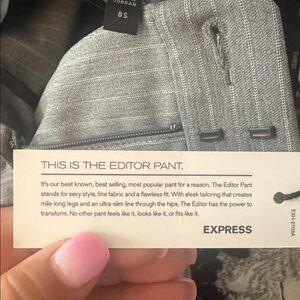 JORDAN
8S
THIS IS THE EDITOR PANT.
It's our best known, best selling, most popular pant for a reason. The Editor Pant
stands for sexy style, fine fabric and a flawless fit. With sleek tailoring that creates
mile-long legs and an ultra-slim line through the hips, The Editor has the power to
transform. No other pant feels like it, looks like it, or fits like it.
EXPRESS